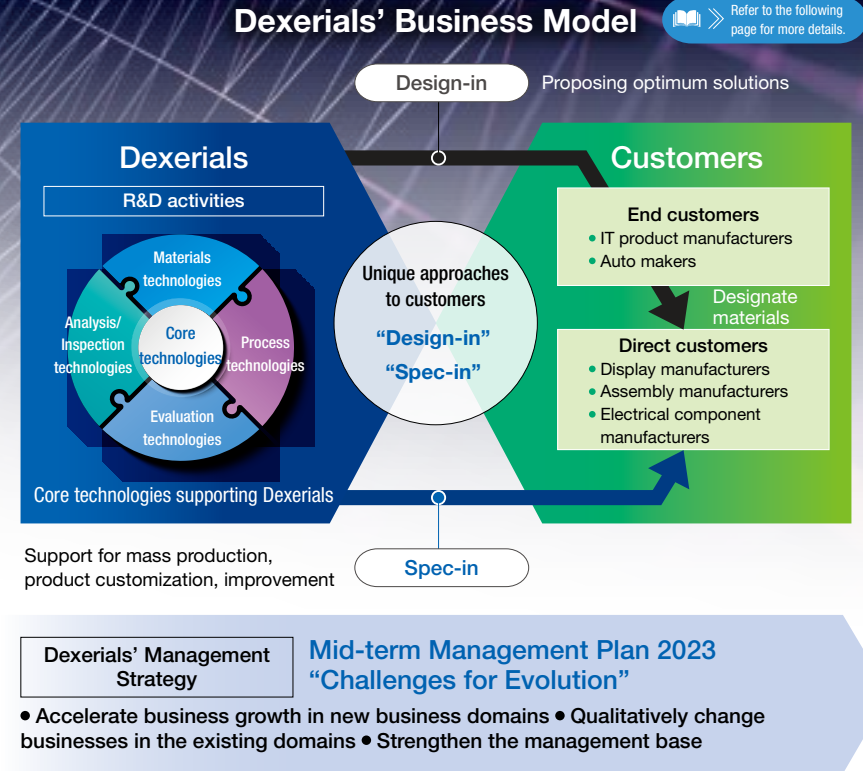 Dexerials’ Business Model
Refer to the following
page for more details.
Design-in
Proposing optimum solutions
Dexerials
R&D activities
Materials
technologies
Analysis/
Inspection
technologies
Core
technologies
Process
technologies
Evaluation
technologies
Core technologies supporting Dexerials
Unique approaches
to customers
“Design-in”
“Spec-in”
Customers
End customers
• IT product manufacturers
• Auto makers
Designate
materials
Direct customers
• Display manufacturers
• Assembly manufacturers
• Electrical component
manufacturers
Support for mass production,
product customization, improvement
Spec-in
Dexerials’ Management
Strategy
Mid-term Management Plan 2023
“Challenges for Evolution”
● Accelerate business growth in new business domains ● Qualitatively change
businesses in the existing domains ● Strengthen the management base